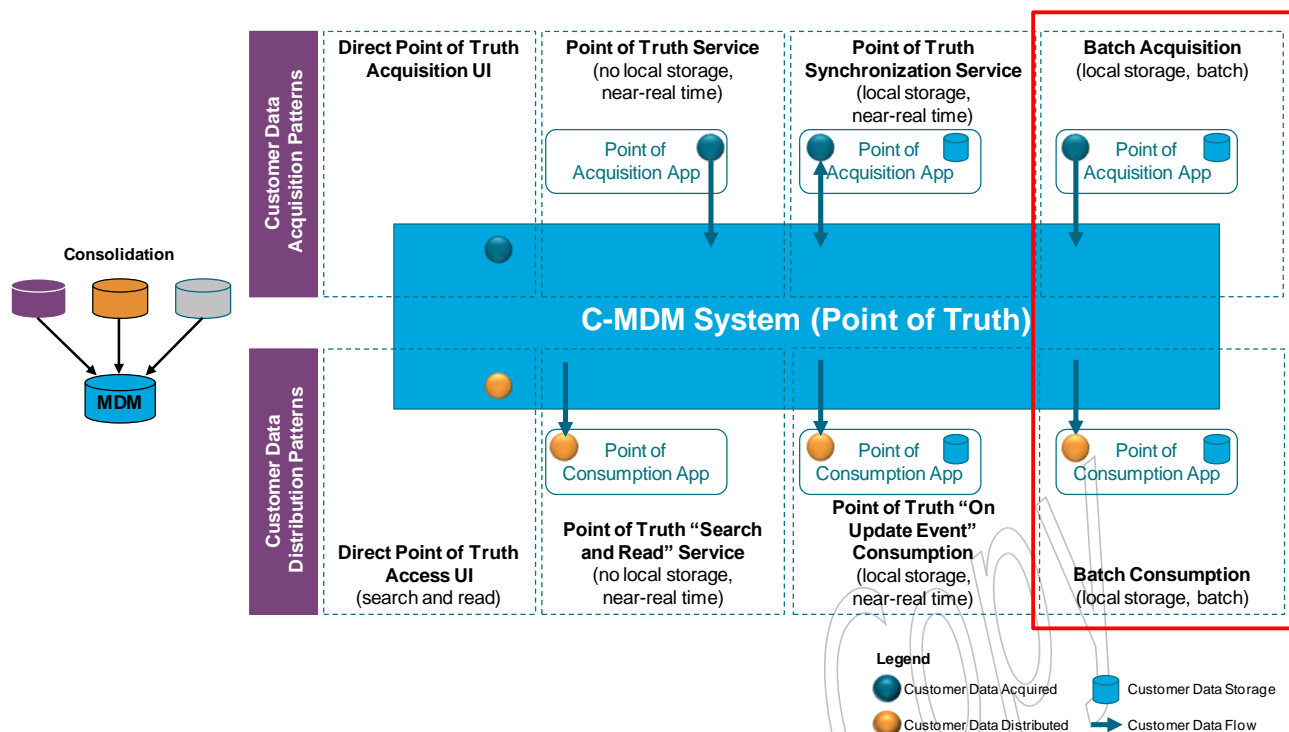 Customer Data
Acquisition Patterns
Direct Point of Truth
Acquisition UI
Point of Truth Service
(no local storage,
near-real time)
Point of
Acquisition App
Point of Truth
Synchronization Service
(local storage,
near-real time)
Point of
Acquisition App
Batch Acquisition
(local storage, batch)
Point of
Acquisition App
Consolidation
MDM
C-MDM System (Point of Truth)
Customer Data
Distribution Patterns
Direct Point of Truth
Access UI
(search and read)
Point of
Consumption App
Point of Truth “Search
and Read” Service
(no local storage,
near-real time)
Point of
Consumption App
Point of Truth “On
Update Event”
Consumption
(local storage,
near-real time)
Point of
Consumption App
Batch Consumption
(local storage, batch)
copy
Legend
Customer Data Acquired
Customer Data Storage
Customer Data Distributed
Customer Data Flow